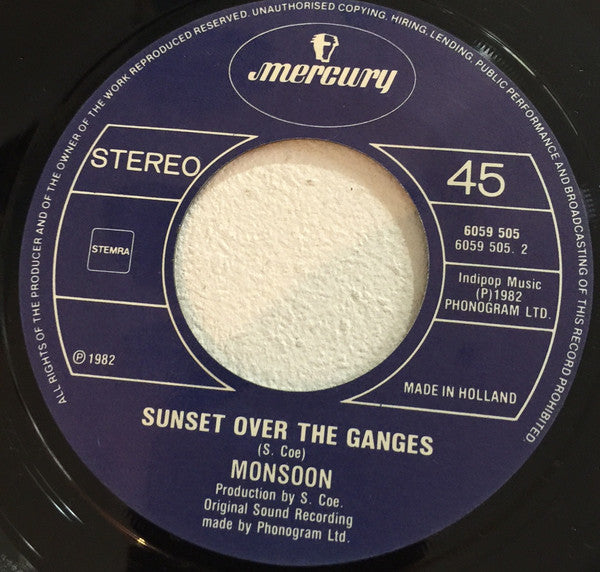 ALL RIGHTS OF THE PRODUCER AND OF THE OWNER OF THE WORK REPRODUCED RESERVED. UNAUTHORISED COPYING, HIRING, LENDING, PUBLIC PERFORMANCE AND BROADCASTING OF THIS RECORD PROHIBITED.
mercury
STEREO
45
STEMRA
6059 505
6059 505. 2
Indipop Music
(P)1982
PHONOGRAM LTD.
℗ 1982
MADE IN HOLLAND
SUNSET OVER THE GANGES
(S. Coe)
MONSOON
Production by S. Coe.
Original Sound Recording
made by Phonogram Ltd.